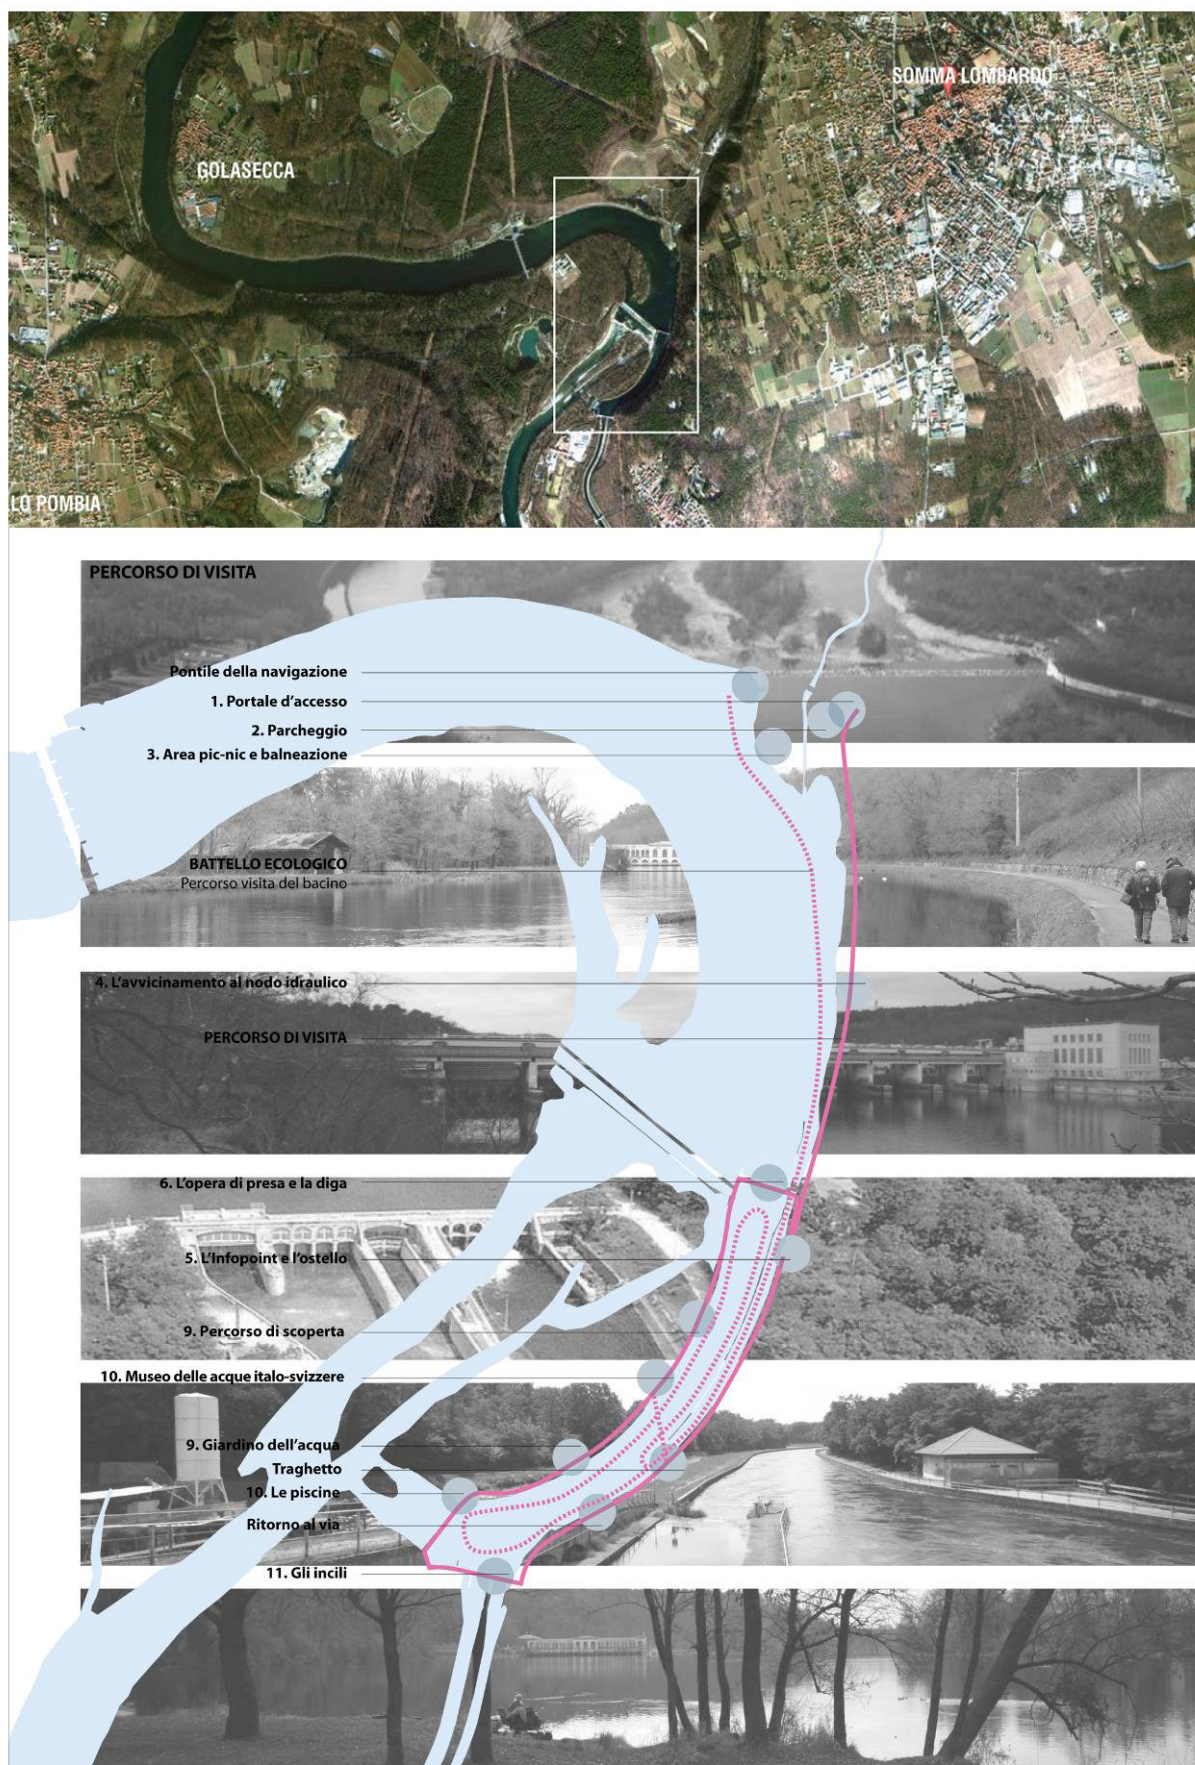 SOMMA LOMBARDO
GOLASECCA
LO POMBIA
PERCORSO DI VISITA
Pontile della navigazione
1. Portale d'accesso
2. Parcheggio
3. Area pic-nic e balneazione
BATTELLO ECOLOGICO
Percorso visita del bacino
4. L'avvicinamento al nodo idraulico
PERCORSO DI VISITA
6. L'opera di presa e la diga
5. L'Infopoint e l'ostello
9. Percorso di scoperta
10. Museo delle acque italo-svizzere
9. Giardino dell'acqua
Traghetto
10. Le piscine
Ritorno al via
11. Gli incili